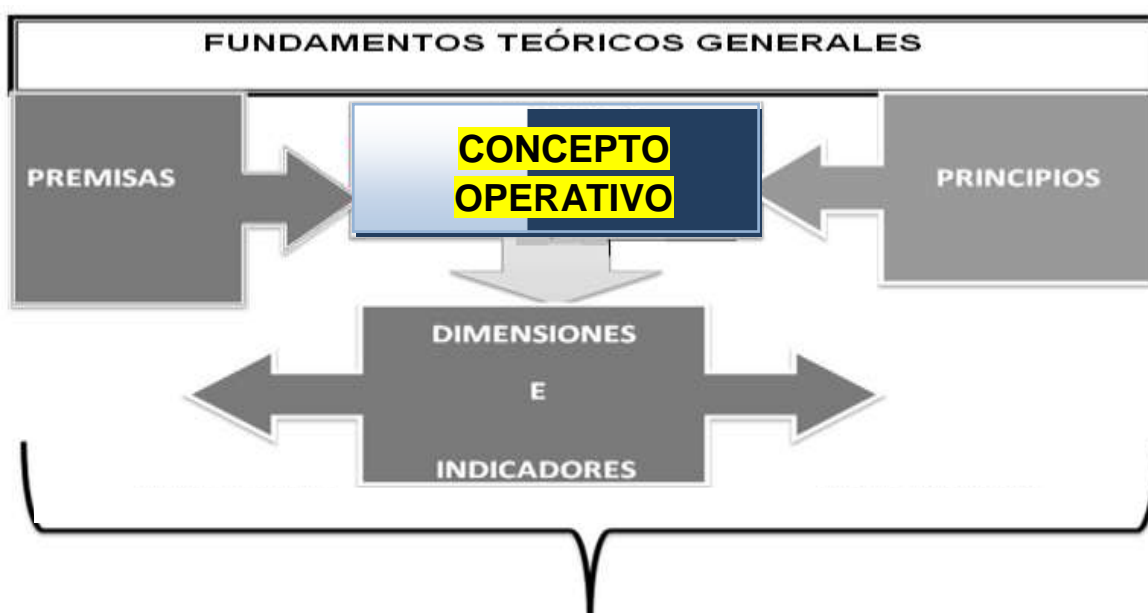 FUNDAMENTOS TEÓRICOS GENERALES
PREMISAS
CONCEPTO
OPERATIVO
PRINCIPIOS
DIMENSIONES
E
INDICADORES